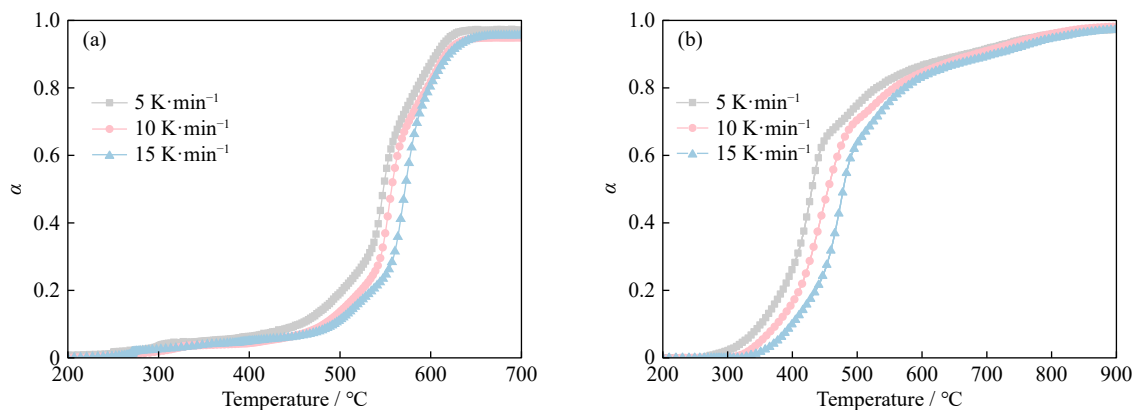 (a)
5 K·min⁻¹
10 K·min⁻¹
15 K·min⁻¹
α
1.0
0.8
0.6
0.4
0.2
0
200 300 400 500 600 700
Temperature / °C
(b)
5 K·min⁻¹
10 K·min⁻¹
15 K·min⁻¹
α
1.0
0.8
0.6
0.4
0.2
0
200 300 400 500 600 700 800 900
Temperature / °C